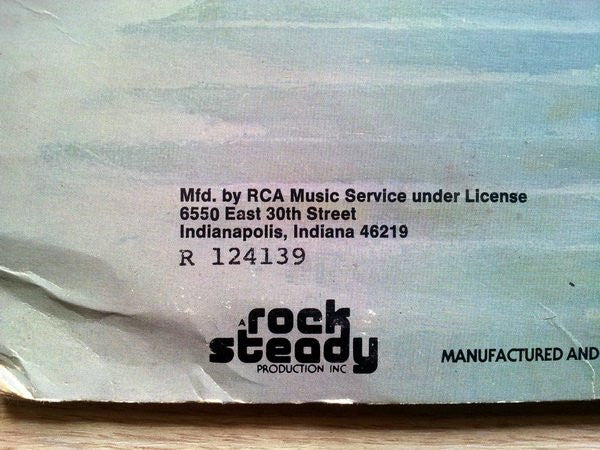 Mfd. by RCA Music Service under License
6550 East 30th Street
Indianapolis, Indiana 46219
R 124139
A rock
steady
PRODUCTION INC
MANUFACTURED AND